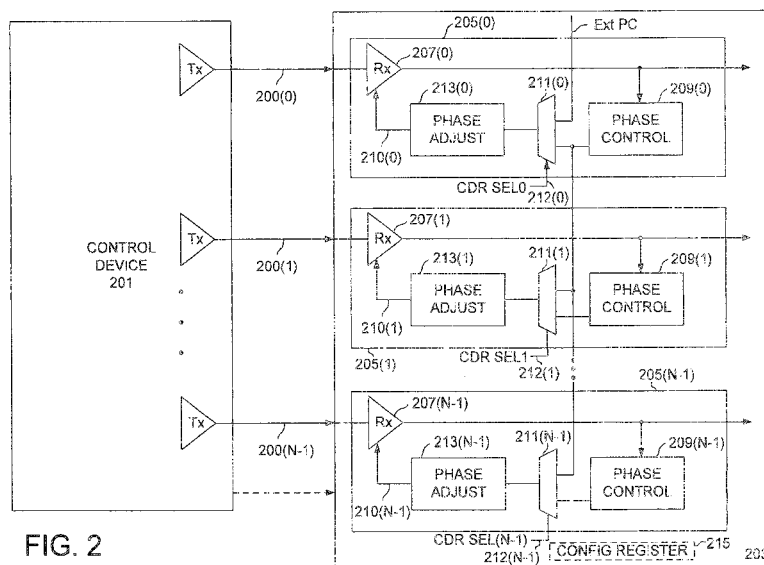 205(0)
Ext PC
207(0)
Tx
Rx
200(0)
213(0)
211(0)
209(0)
PHASE
ADJUST
PHASE
CONTROL
210(0)
CDR SEL0
212(0)
207(1)
Tx
Rx
CONTROL
DEVICE
201
200(1)
213(1)
211(1)
209(1)
PHASE
ADJUST
PHASE
CONTROL
210(1)
CDR SEL1
205(1)
212(1)
205(N-1)
207(N-1)
Tx
Rx
200(N-1)
213(N-1)
211(N-1)
209(N-1)
PHASE
ADJUST
PHASE
CONTROL
210(N-1)
CDR SEL(N-1)
212(N-1)
CONFIG REGISTER
215
203
FIG. 2